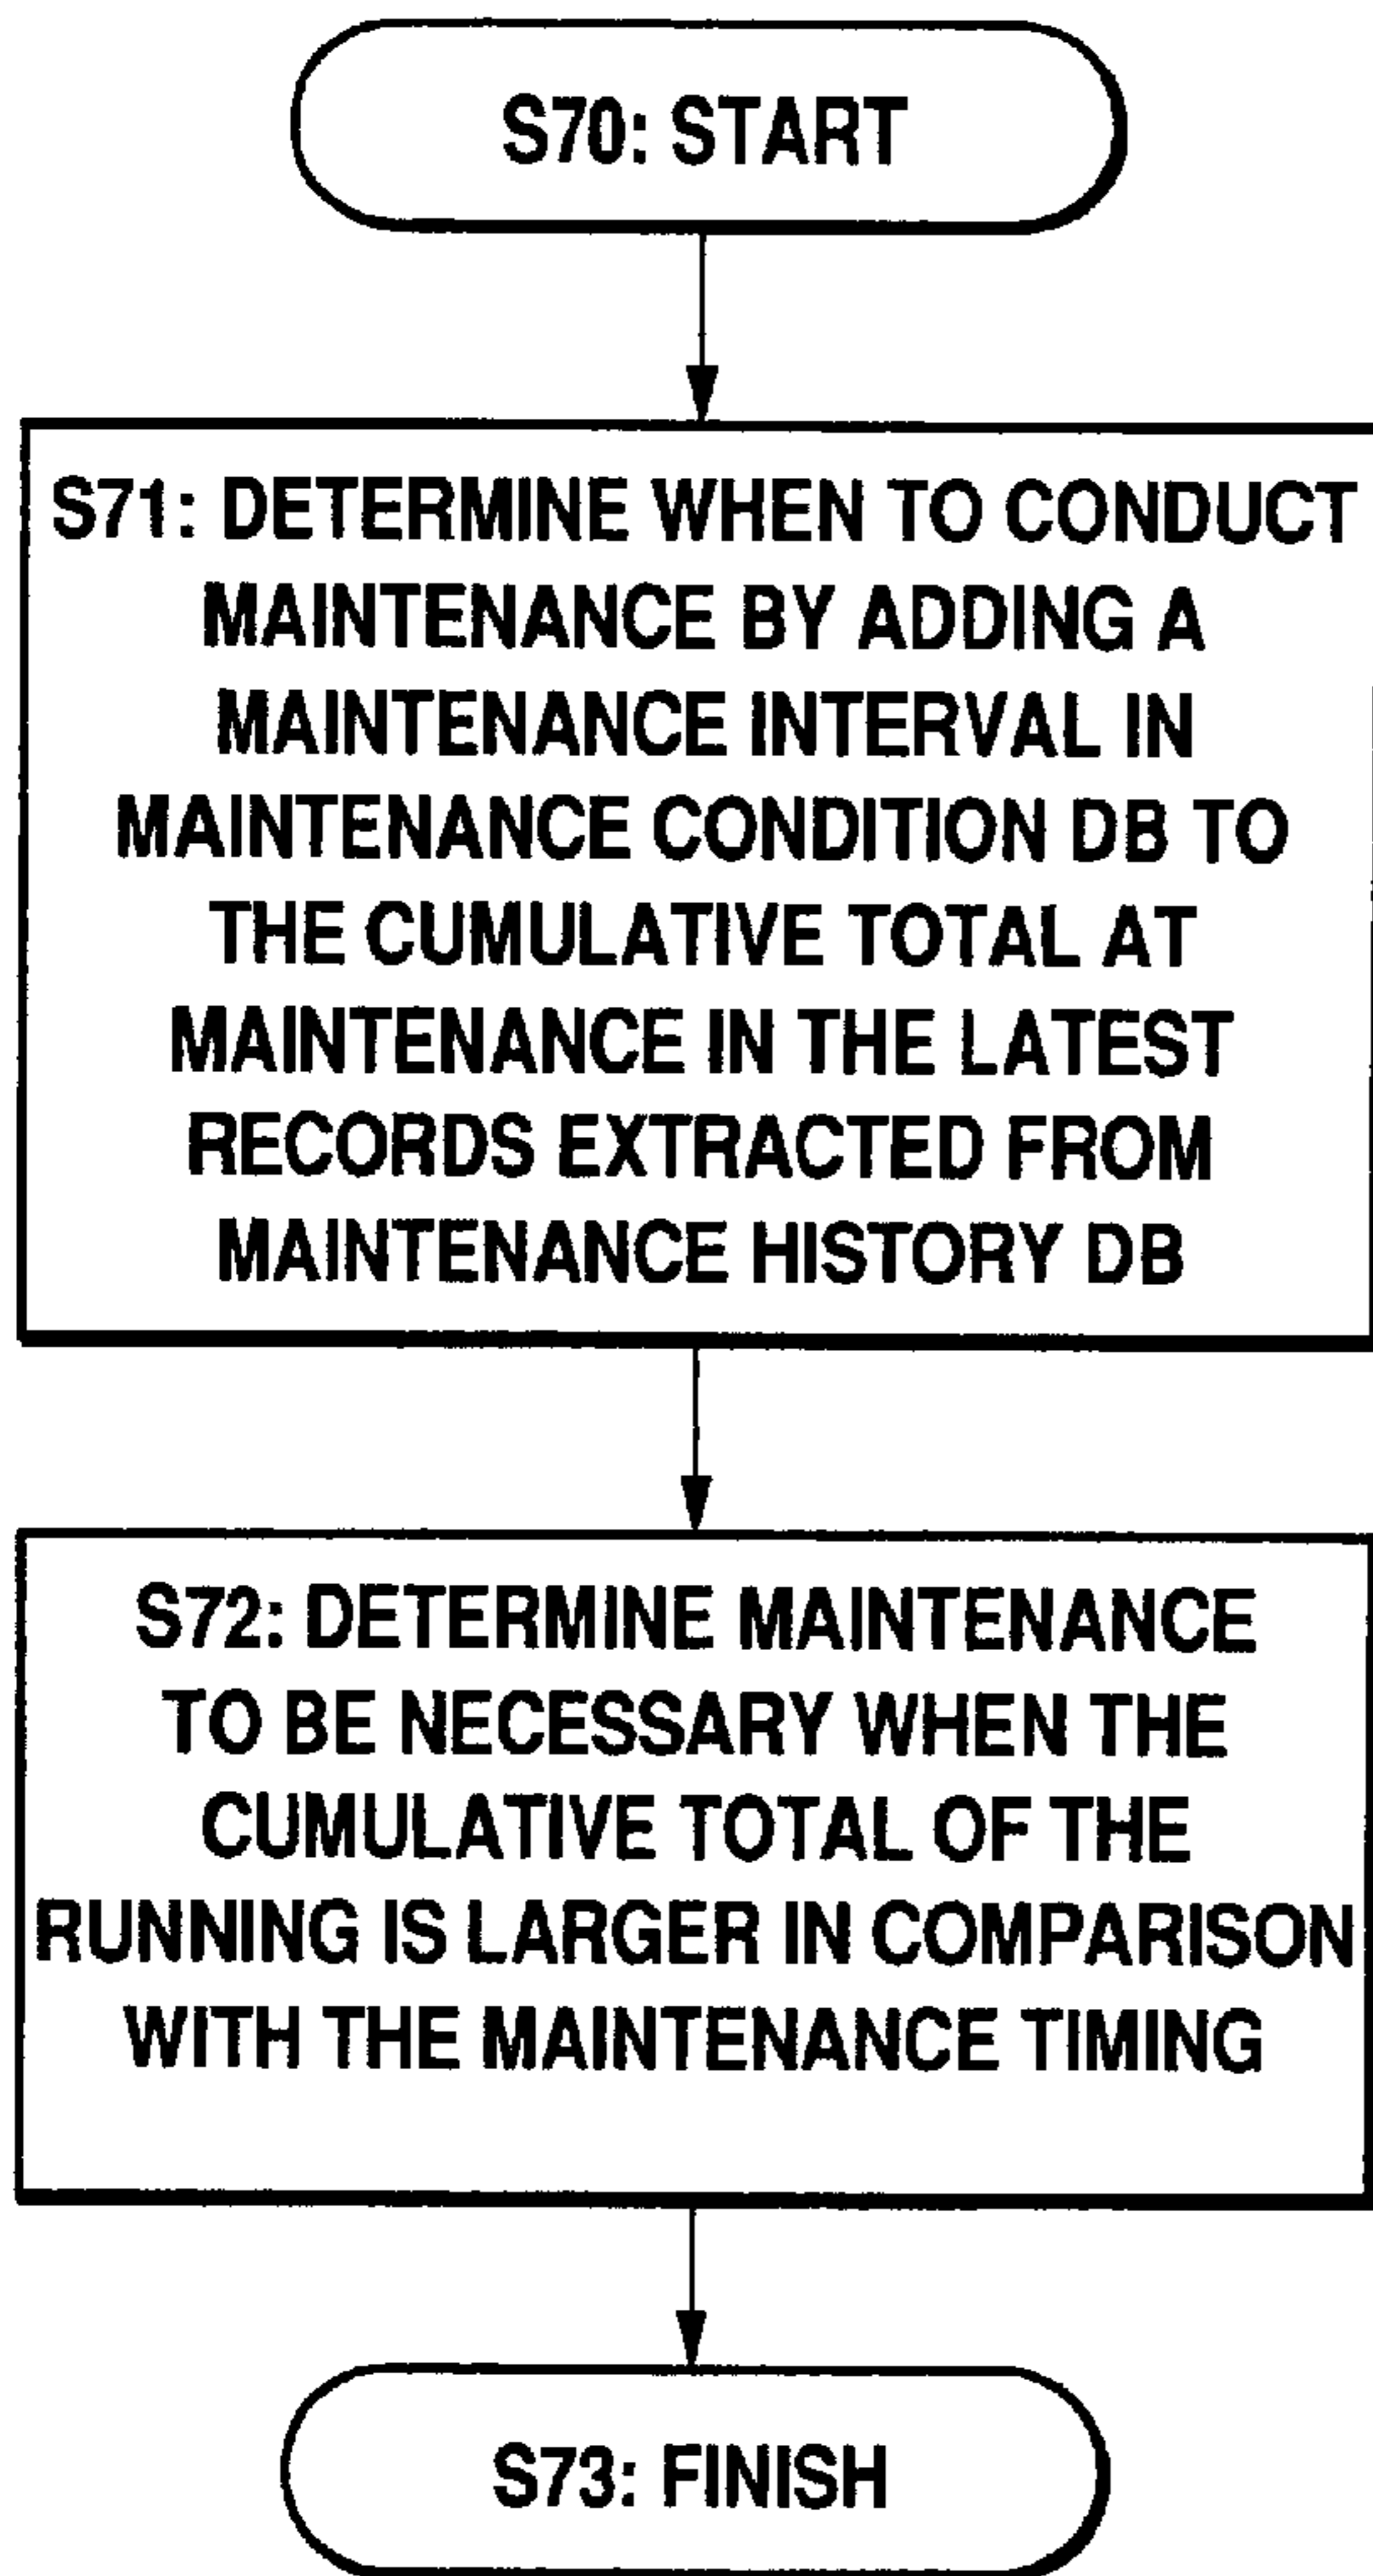 S70: START
S71: DETERMINE WHEN TO CONDUCT
MAINTENANCE BY ADDING A
MAINTENANCE INTERVAL IN
MAINTENANCE CONDITION DB TO
THE CUMULATIVE TOTAL AT
MAINTENANCE IN THE LATEST
RECORDS EXTRACTED FROM
MAINTENANCE HISTORY DB
S72: DETERMINE MAINTENANCE
TO BE NECESSARY WHEN THE
CUMULATIVE TOTAL OF THE
RUNNING IS LARGER IN COMPARISON
WITH THE MAINTENANCE TIMING
S73: FINISH